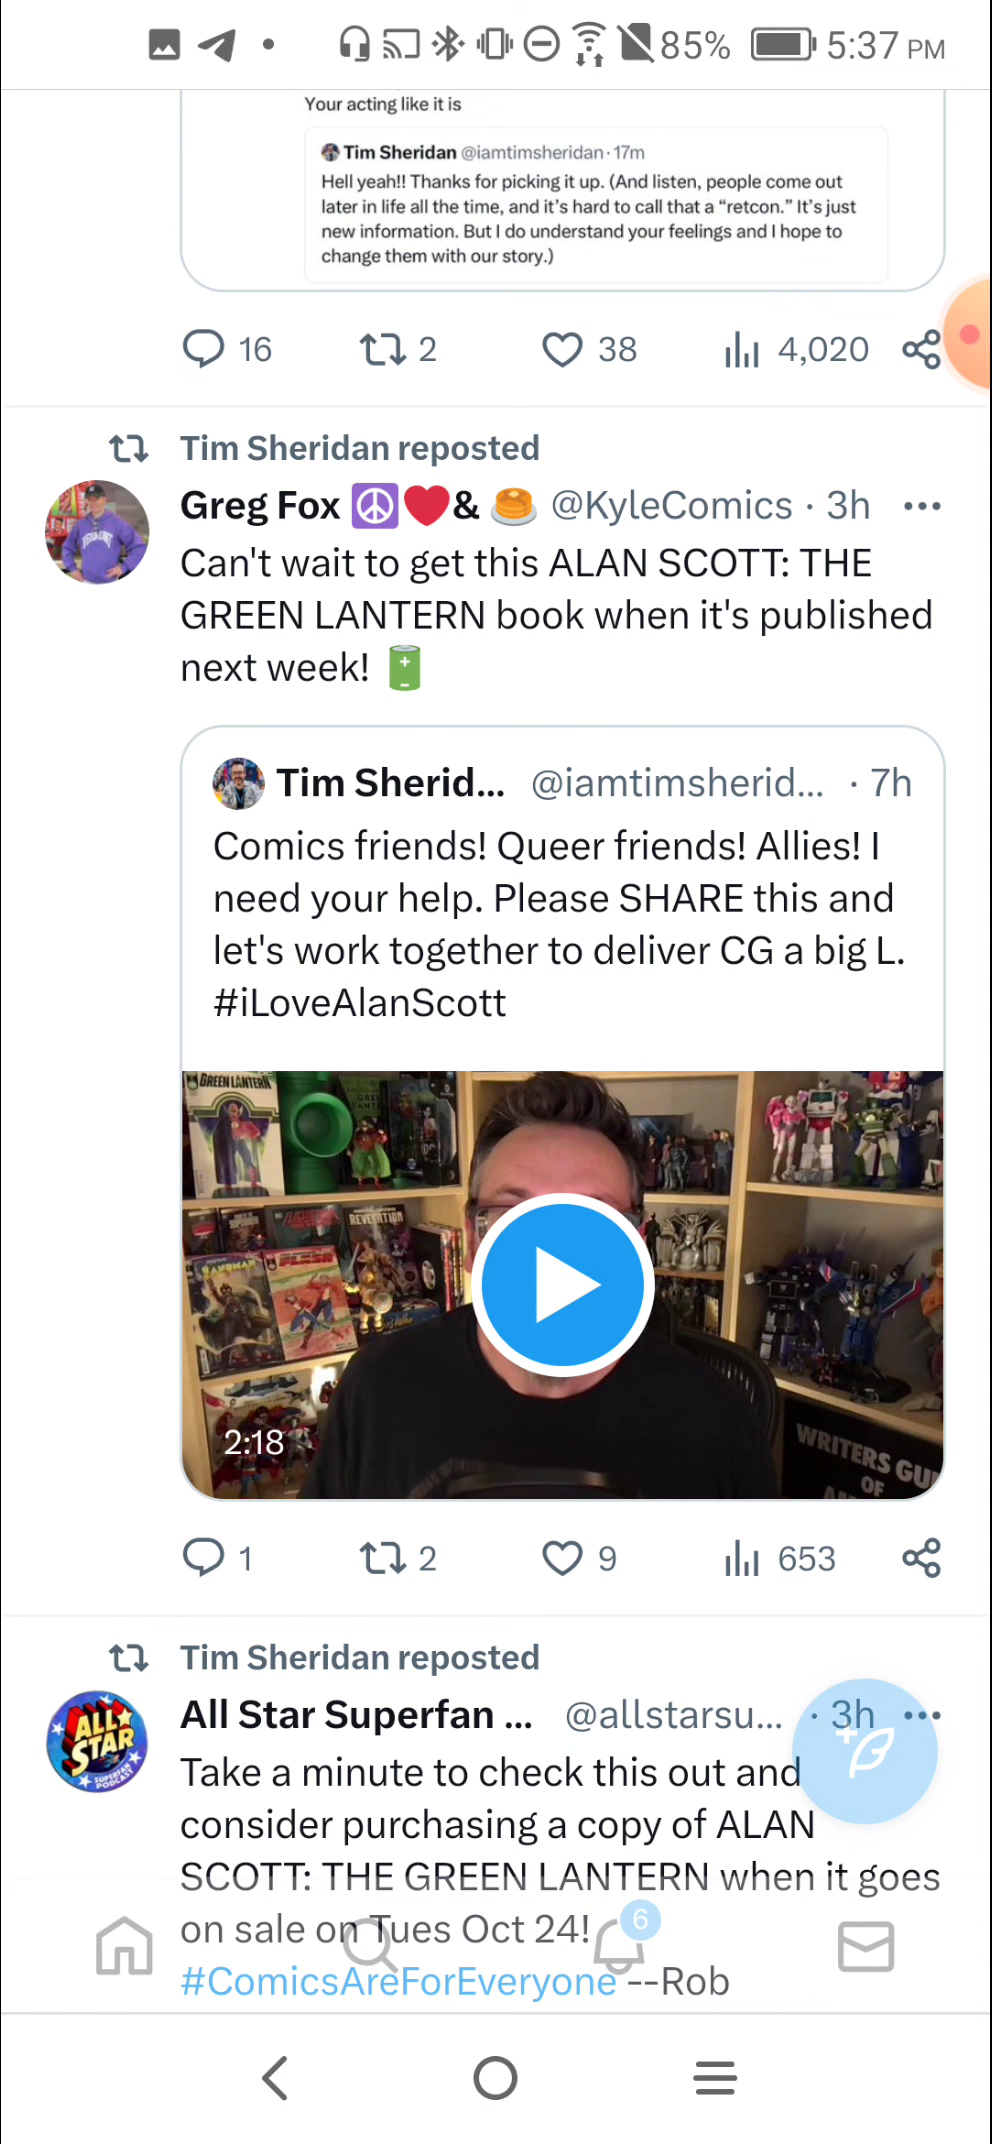 85% 5:37 PM
Your acting like it is
Tim Sheridan @iamtimsheridan · 17m
Hell yeah!! Thanks for picking it up. (And listen, people come out
later in life all the time, and it's hard to call that a “retcon.” It's just
new information. But I do understand your feelings and I hope to
change them with our story.)
16 2 38 4,020
Tim Sheridan reposted
Greg Fox ☮️❤️& 🥞 @KyleComics · 3h
Can't wait to get this ALAN SCOTT: THE
GREEN LANTERN book when it's published
next week! 🔋
Tim Sherid... @iamtimsherid... · 7h
Comics friends! Queer friends! Allies! I
need your help. Please SHARE this and
let's work together to deliver CG a big L.
#iLoveAlanScott
GREEN LANTERN
REVELATION
SANDMAN
FLASH
2:18
WRITERS GU
OF
1 2 9 653
Tim Sheridan reposted
ALL
STAR
SUPERFAN
PODCAST
All Star Superfan ... @allstarsu... · 3h
Take a minute to check this out and
consider purchasing a copy of ALAN
SCOTT: THE GREEN LANTERN when it goes
on sale on Tues Oct 24!
6
#ComicsAreForEveryone --Rob